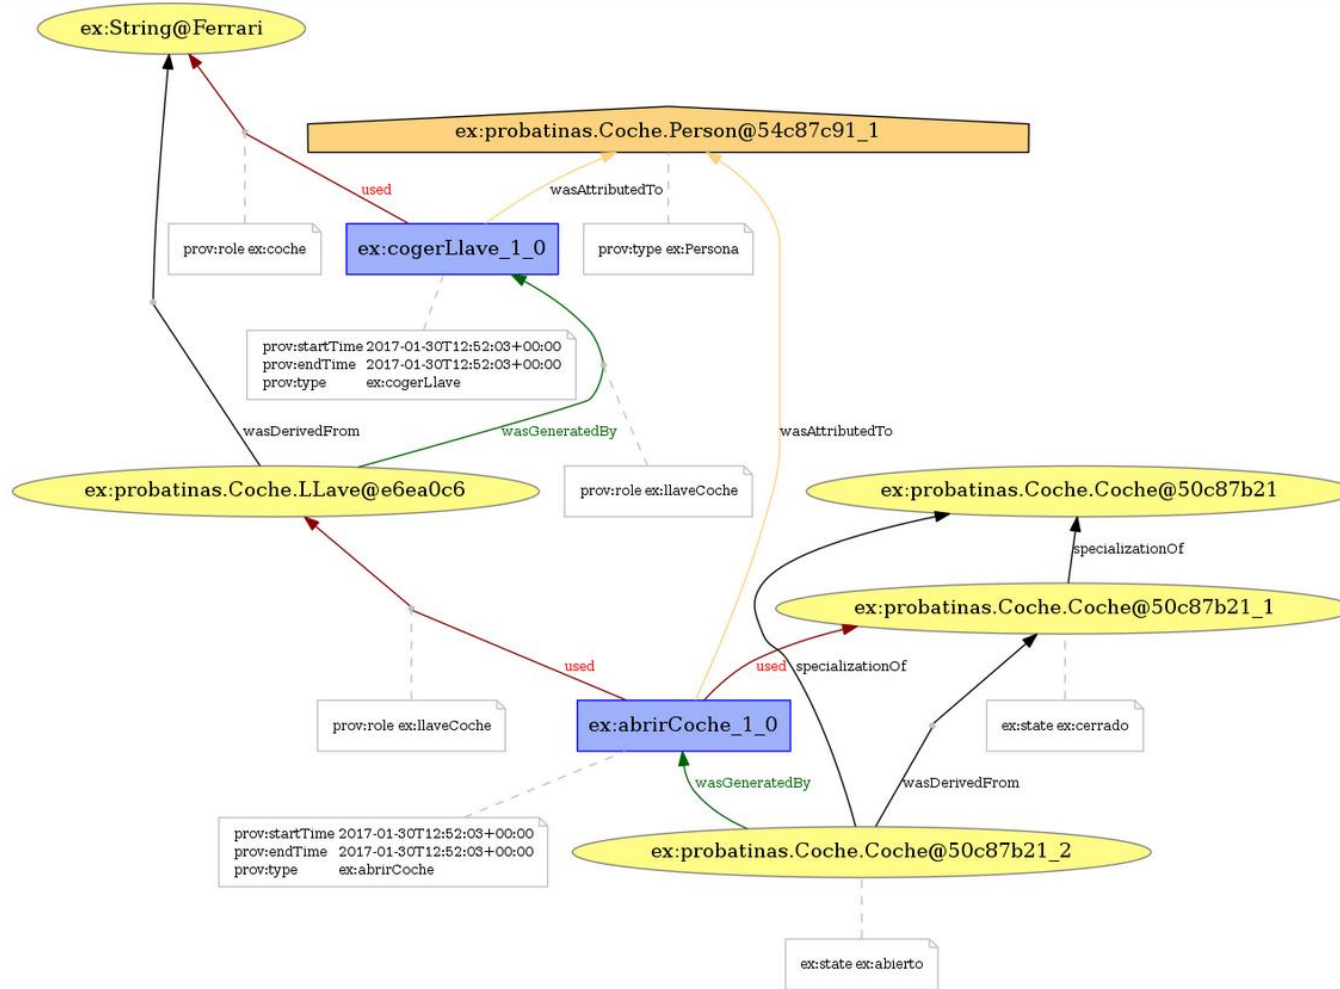 ex:String@Ferrari
ex:probatinas.Coche.Person@54c87c91_1
used
wasAttributedTo
prov:role ex:coche
ex:cogerLlave_1_0
prov:type ex:Persona
prov:startTime 2017-01-30T12:52:03+00:00
prov:endTime 2017-01-30T12:52:03+00:00
prov:type ex:cogerLlave
wasDerivedFrom
wasGeneratedBy
wasAttributedTo
ex:probatinas.Coche.LLave@e6ea0c6
prov:role ex:llaveCoche
ex:probatinas.Coche.Coche@50c87b21
specializationOf
ex:probatinas.Coche.Coche@50c87b21_1
used
used
specializationOf
prov:role ex:llaveCoche
ex:abrirCoche_1_0
ex:state ex:cerrado
wasGeneratedBy
wasDerivedFrom
prov:startTime 2017-01-30T12:52:03+00:00
prov:endTime 2017-01-30T12:52:03+00:00
prov:type ex:abrirCoche
ex:probatinas.Coche.Coche@50c87b21_2
ex:state ex:abierto